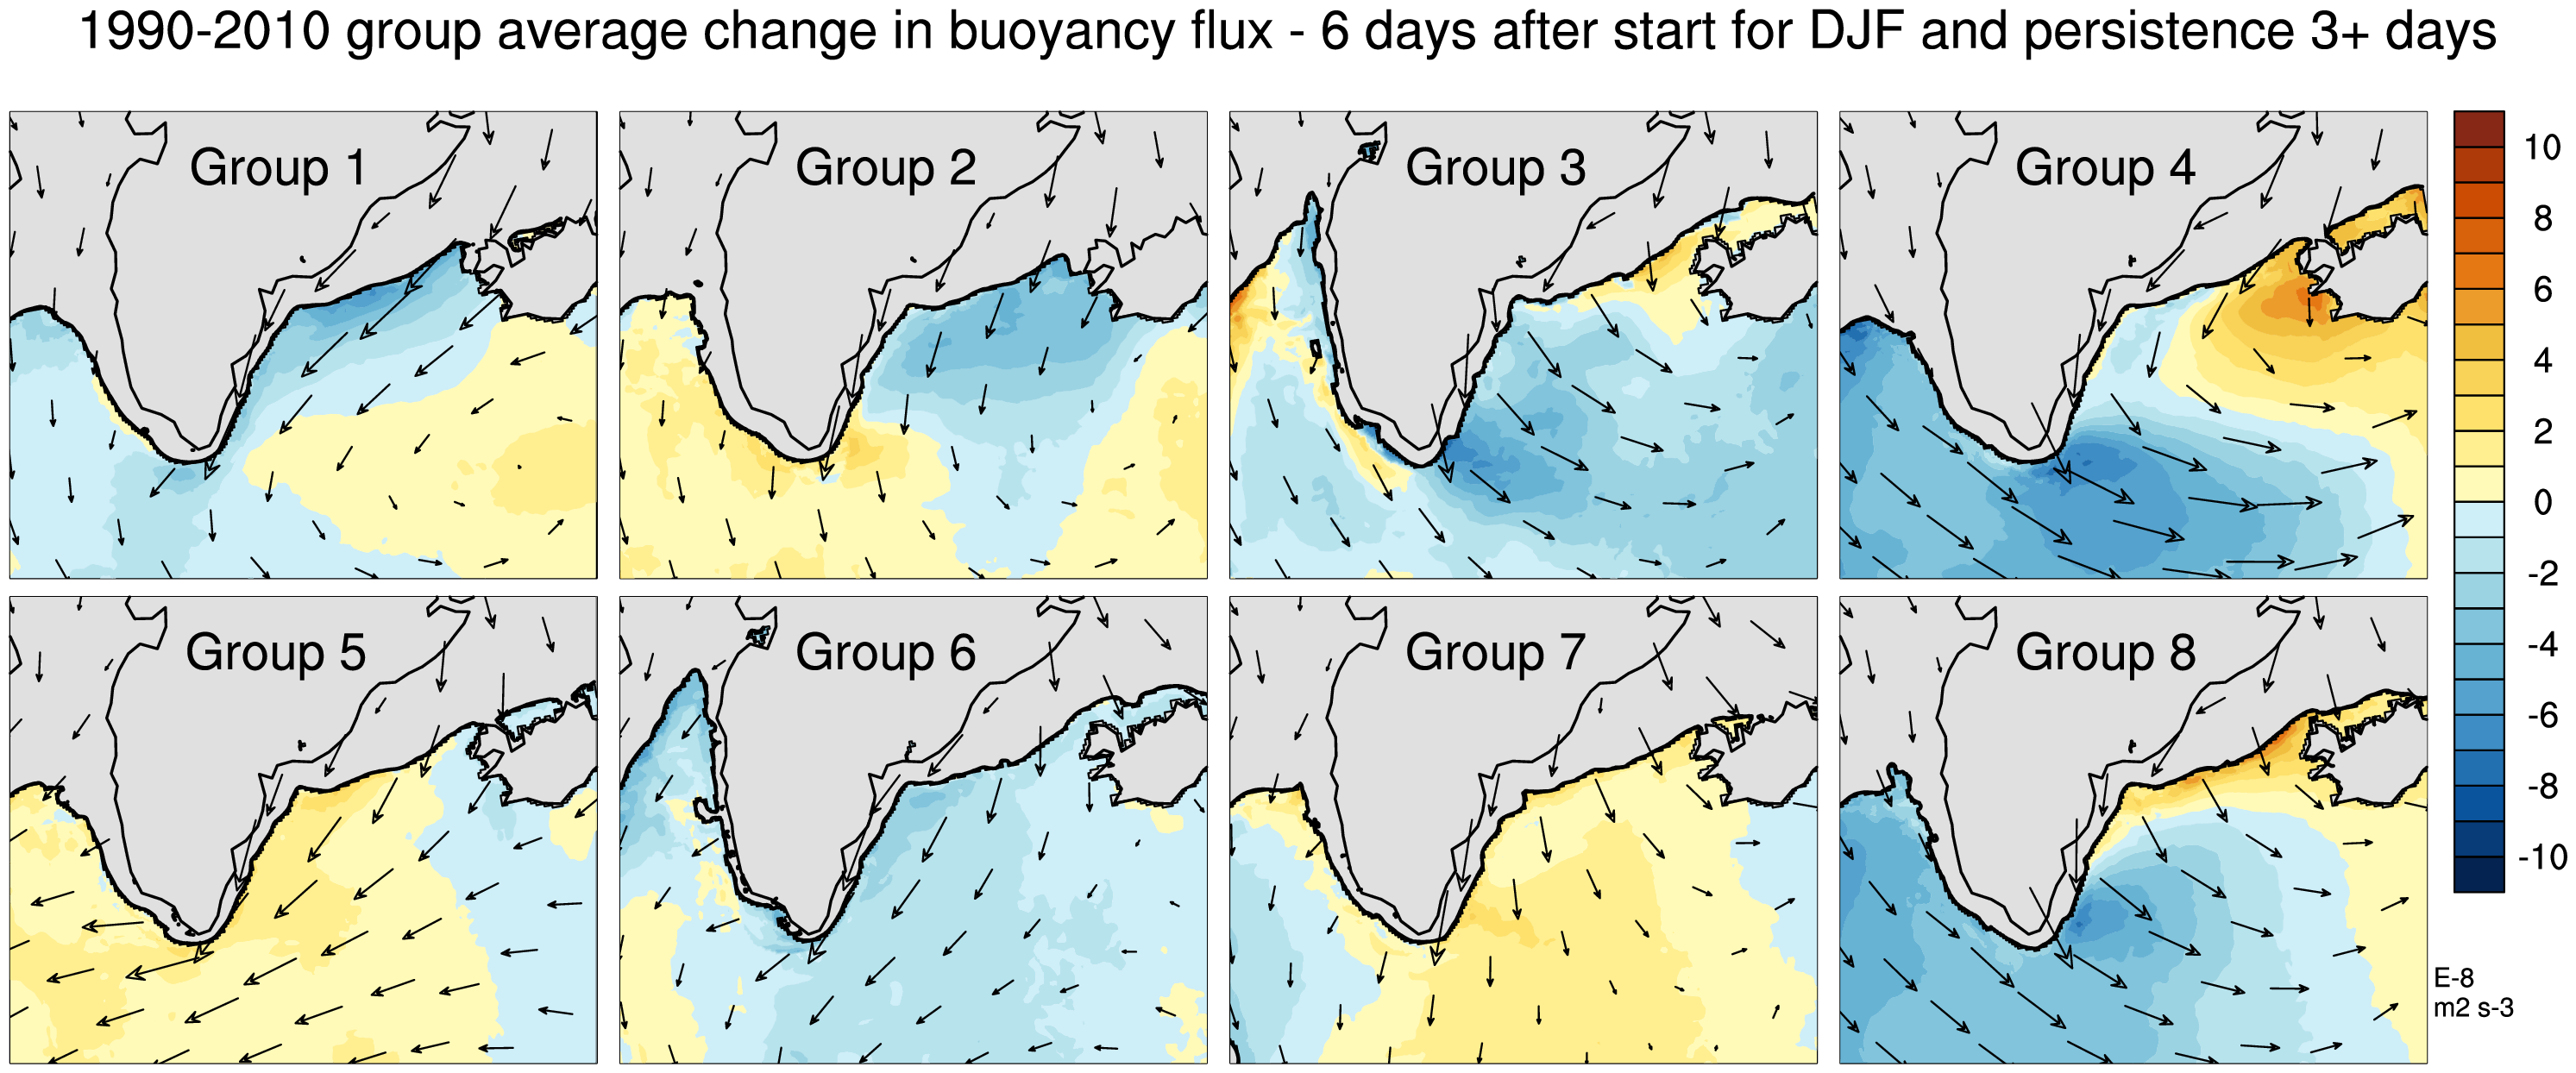 1990-2010 group average change in buoyancy flux - 6 days after start for DJF and persistence 3+ days
Group 1
Group 2
Group 3
Group 4
Group 5
Group 6
Group 7
Group 8
10
8
6
4
2
0
-2
-4
-6
-8
-10
E-8
m2 s-3